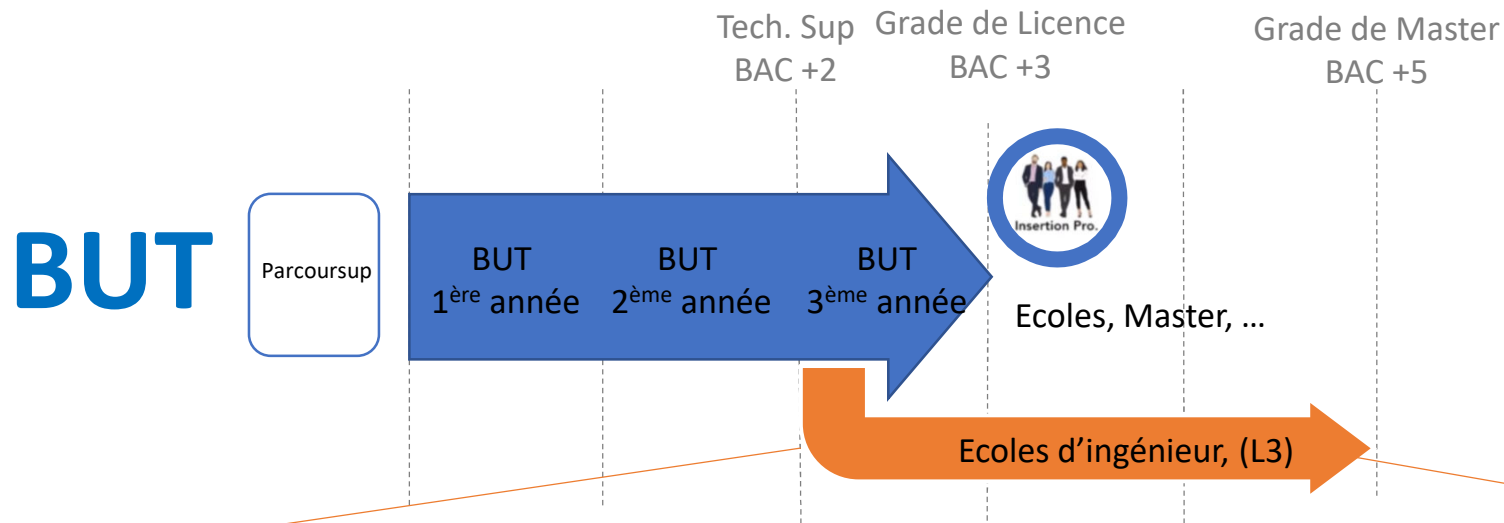 Tech. Sup
BAC +2
Grade de Licence
BAC +3
Grade de Master
BAC +5
BUT
Parcoursup
BUT
1ère année
BUT
2ème année
BUT
3ème année
Insertion Pro.
Ecoles, Master, ...
Ecoles d’ingénieur, (L3)